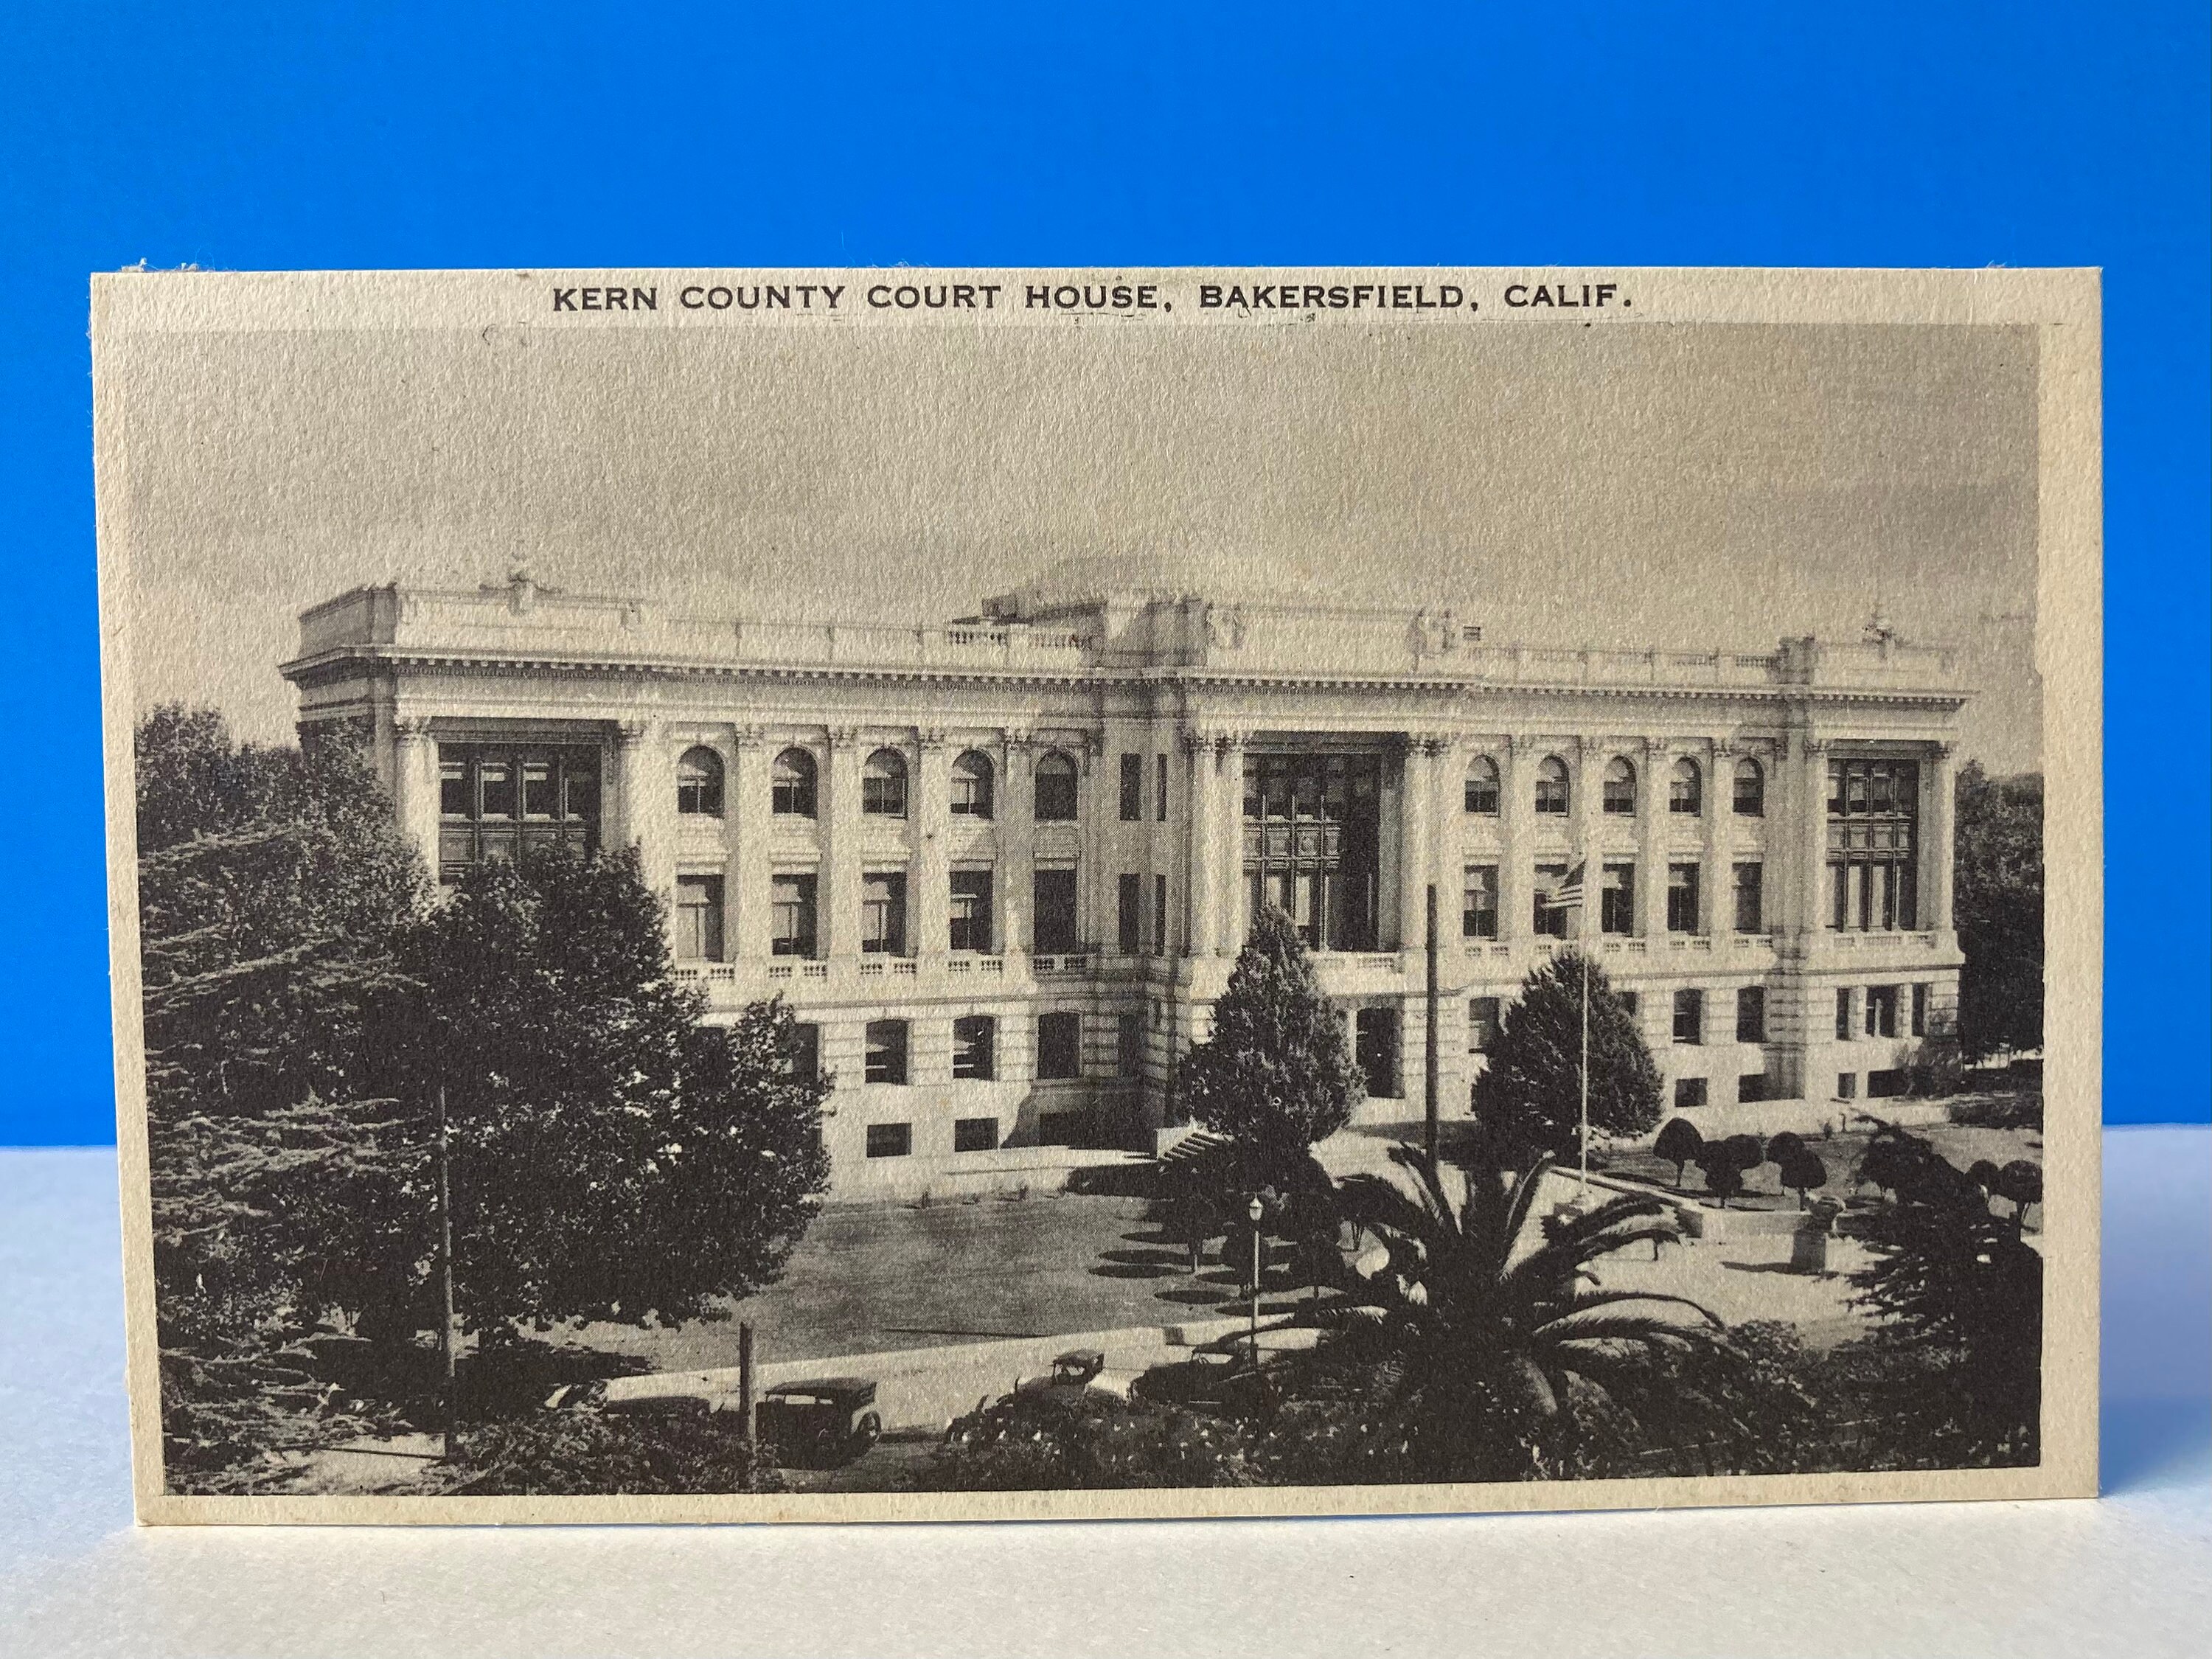 KERN COUNTY COURT HOUSE, BAKERSFIELD, CALIF.